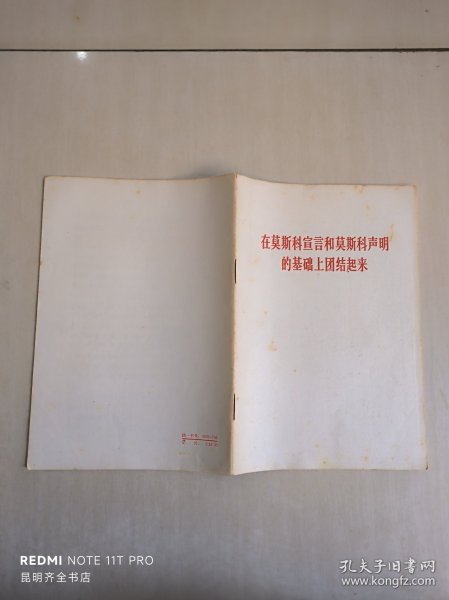 在莫斯科宣言和莫斯科声明
的基础上团结起来
REDMI NOTE 11T PRO
昆明齐全书店
孔夫子旧书网
www.kongfz.com